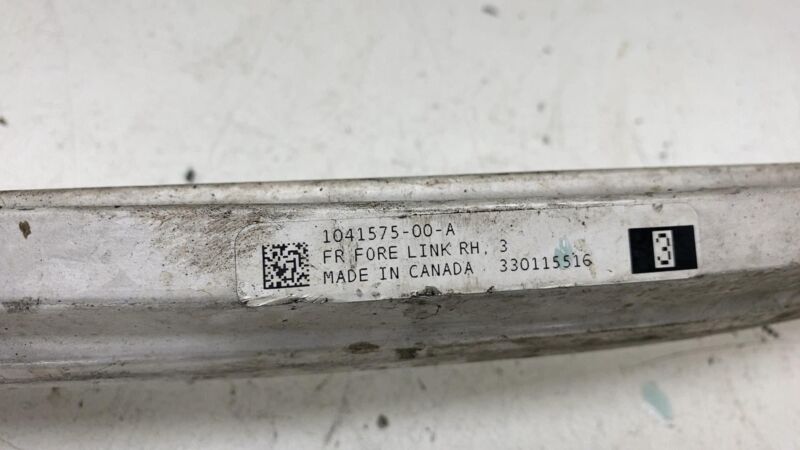 1041575-00-A
FR FORE LINK RH, 3
MADE IN CANADA 330115516
3